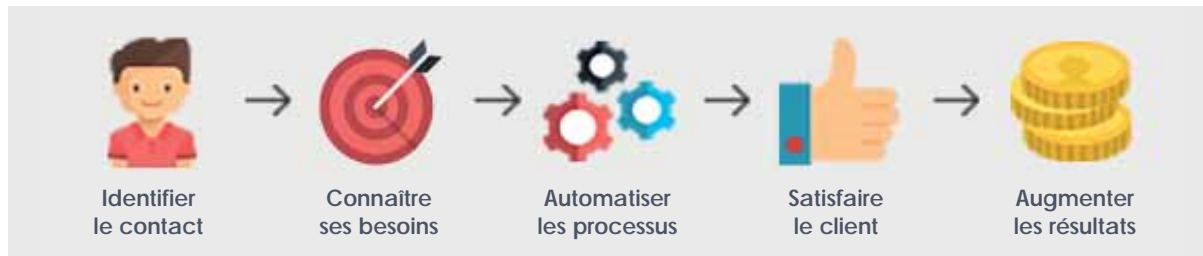 Identifier
le contact
Connaître
ses besoins
Automatiser
les processus
Satisfaire
le client
Augmenter
les résultats